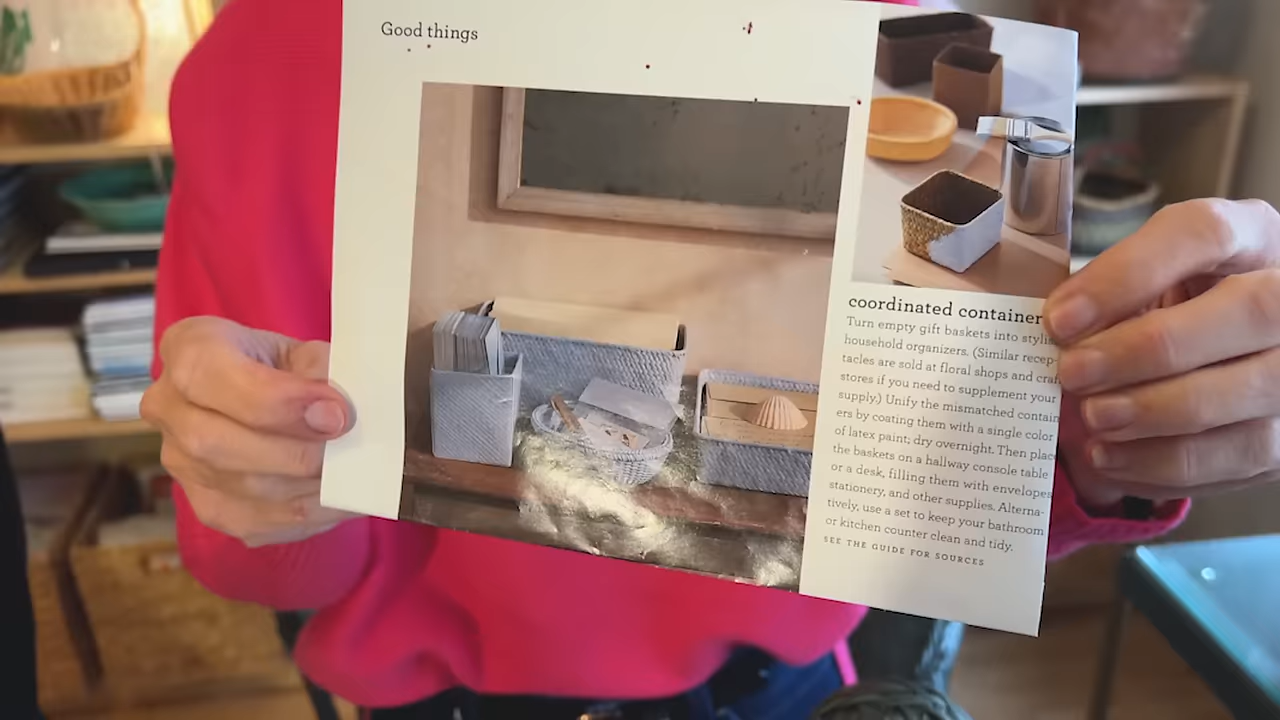 Good things
coordinated container
Turn empty gift baskets into stylis
household organizers. (Similar recep-
tacles are sold at floral shops and craf
stores if you need to supplement your
supply.) Unify the mismatched contain
ers by coating them with a single color
of latex paint; dry overnight. Then place
the baskets on a hallway console table
or a desk, filling them with envelopes
stationery, and other supplies. Alterna-
tively, use a set to keep your bathroom
or kitchen counter clean and tidy.
SEE THE GUIDE FOR SOURCES